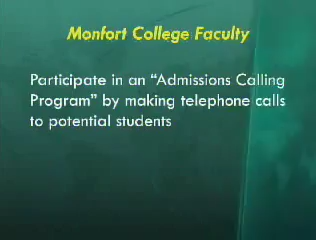 Monfort College Faculty
Participate in an “Admissions Calling
Program” by making telephone calls
to potential students